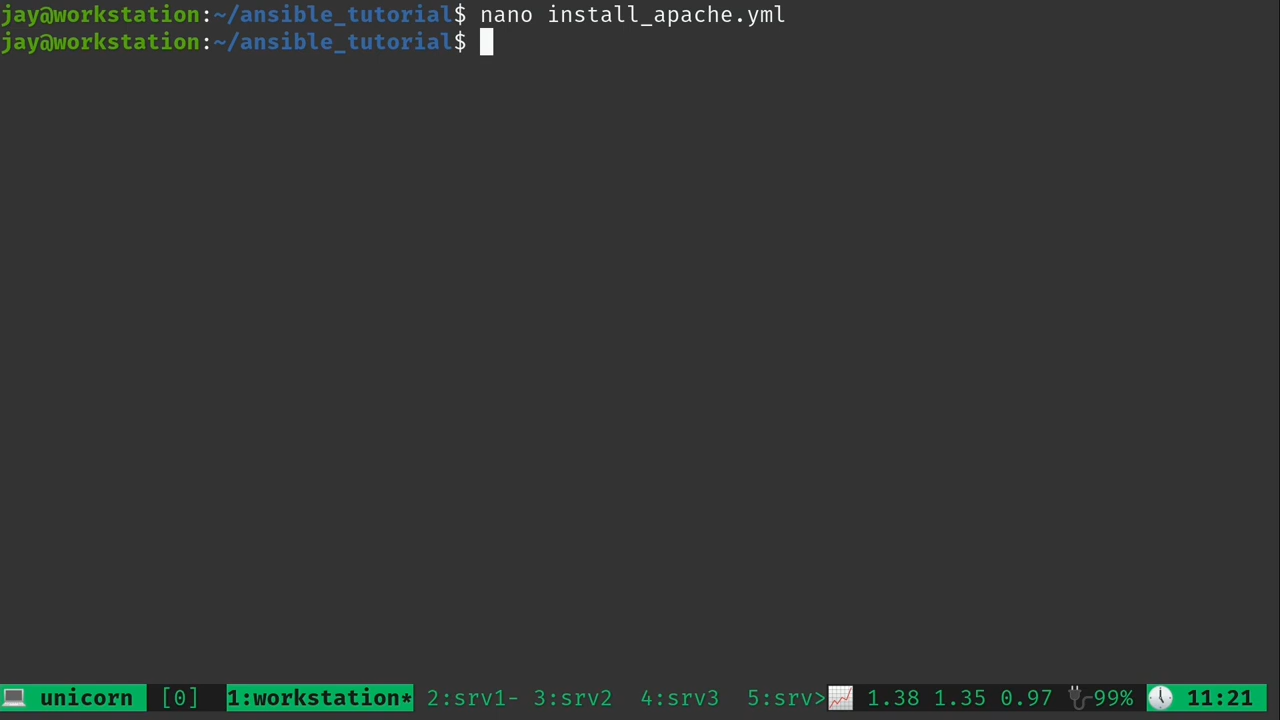 jay@workstation:~/ansible_tutorial$ nano install_apache.yml
jay@workstation:~/ansible_tutorial$
unicorn [0] 1:workstation* 2:srv1- 3:srv2 4:srv3 5:srv> 1.38 1.35 0.97 99% 11:21